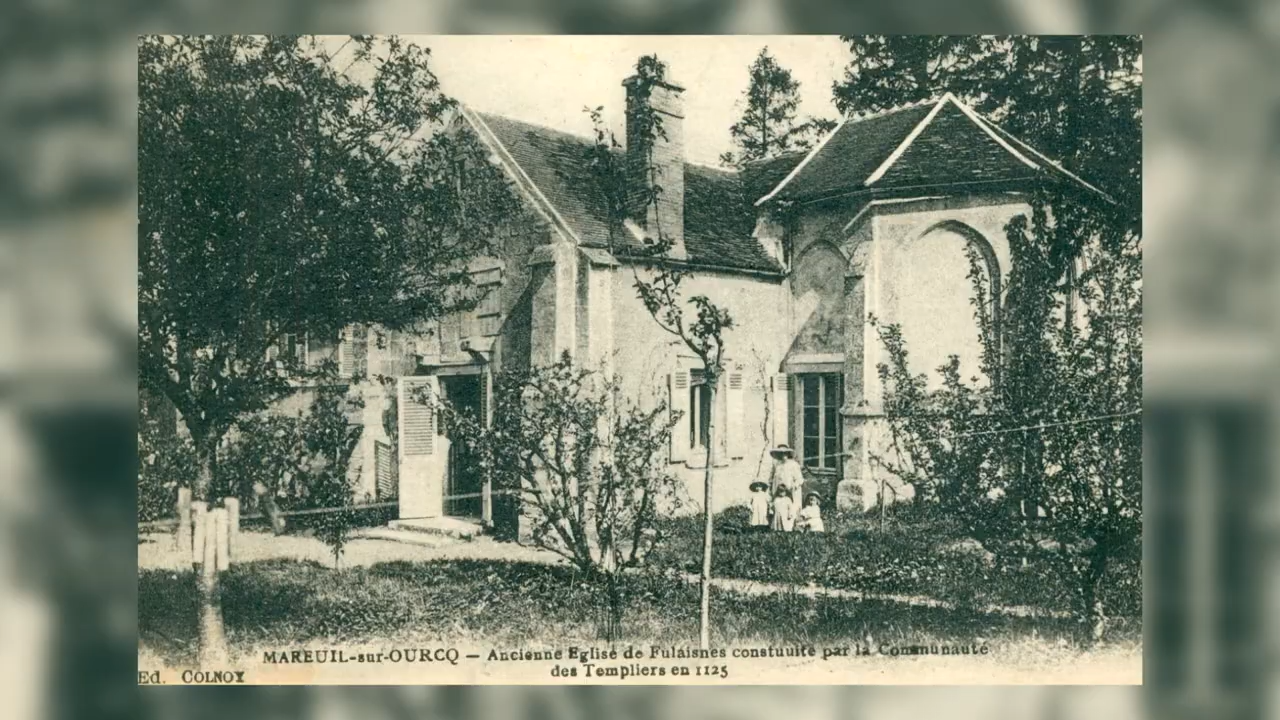 MAREUIL-sur-OURCQ — Ancienne Eglise de Fulaisnes constuuite par la Communauté
des Templiers en 1125
Ed. COLNOY